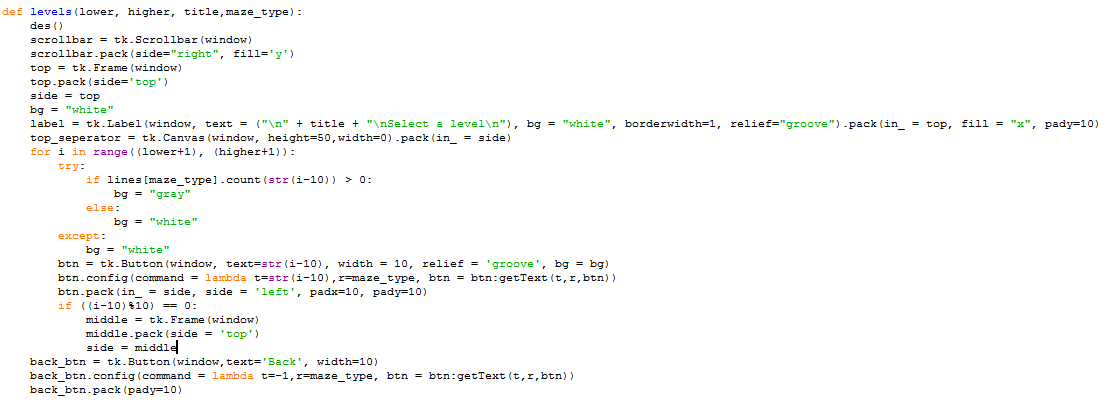 def levels(lower, higher, title,maze_type):
    des()
    scrollbar = tk.Scrollbar(window)
    scrollbar.pack(side="right", fill='y')
    top = tk.Frame(window)
    top.pack(side='top')
    side = top
    bg = "white"
    label = tk.Label(window, text = ("\n" + title + "\nSelect a level\n"), bg = "white", borderwidth=1, relief="groove").pack(in_ = top, fill = "x", pady=10)
    top_seperator = tk.Canvas(window, height=50,width=0).pack(in_ = side)
    for i in range((lower+1), (higher+1)):
        try:
            if lines[maze_type].count(str(i-10)) > 0:
                bg = "gray"
            else:
                bg = "white"
        except:
            bg = "white"
        btn = tk.Button(window, text=str(i-10), width = 10, relief = 'groove', bg = bg)
        btn.config(command = lambda t=str(i-10),r=maze_type, btn = btn:getText(t,r,btn))
        btn.pack(in_ = side, side = 'left', padx=10, pady=10)
        if ((i-10)%10) == 0:
            middle = tk.Frame(window)
            middle.pack(side = 'top')
            side = middle
    back_btn = tk.Button(window,text='Back', width=10)
    back_btn.config(command = lambda t=-1,r=maze_type, btn = btn:getText(t,r,btn))
    back_btn.pack(pady=10)